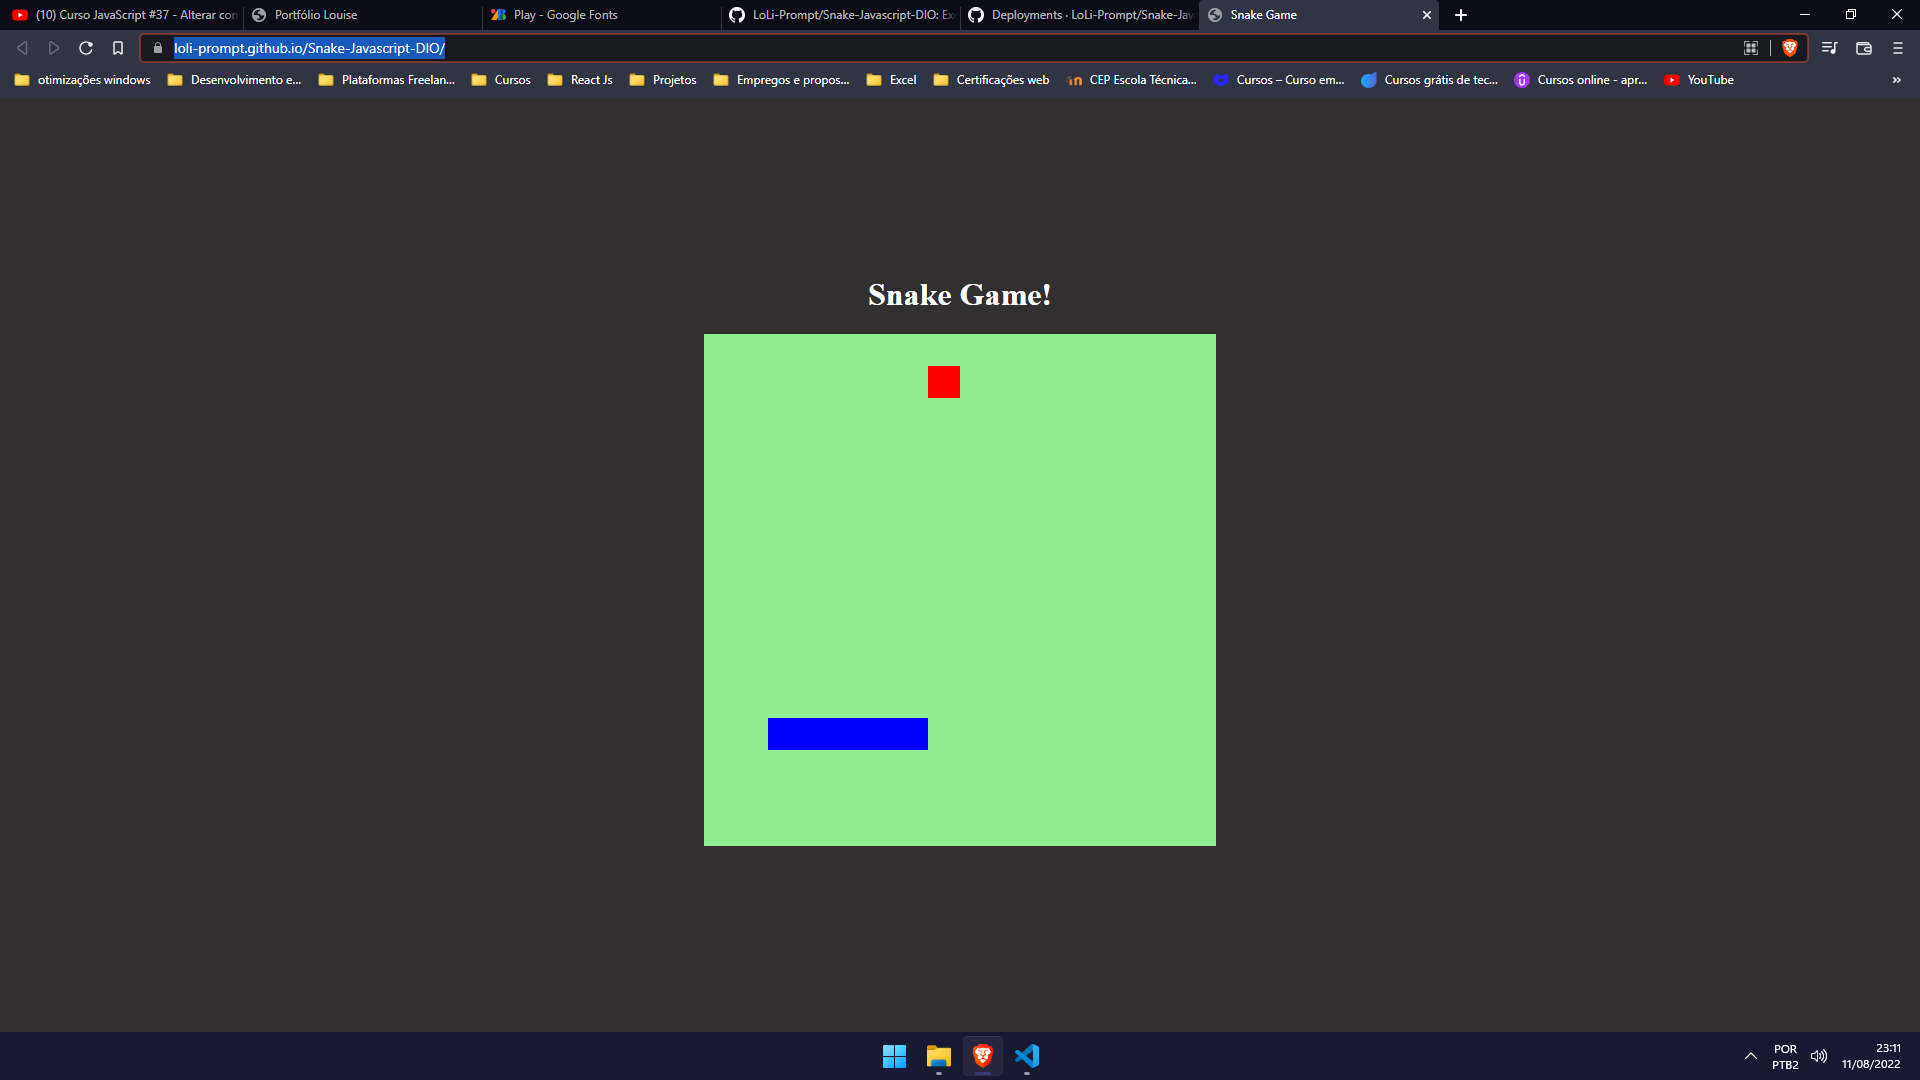 (10) Curso JavaScript #37 - Alterar con
Portfólio Louise
Play - Google Fonts
LoLi-Prompt/Snake-Javascript-DIO: Ex
Deployments · LoLi-Prompt/Snake-Jav
Snake Game
loli-prompt.github.io/Snake-Javascript-DIO/
otimizações windows
Desenvolvimento e...
Plataformas Freelan...
Cursos
React Js
Projetos
Empregos e propos...
Excel
Certificações web
CEP Escola Técnica...
Cursos – Curso em...
Cursos grátis de tec...
Cursos online - apr...
YouTube
Snake Game!
POR
PTB2
23:11
11/08/2022